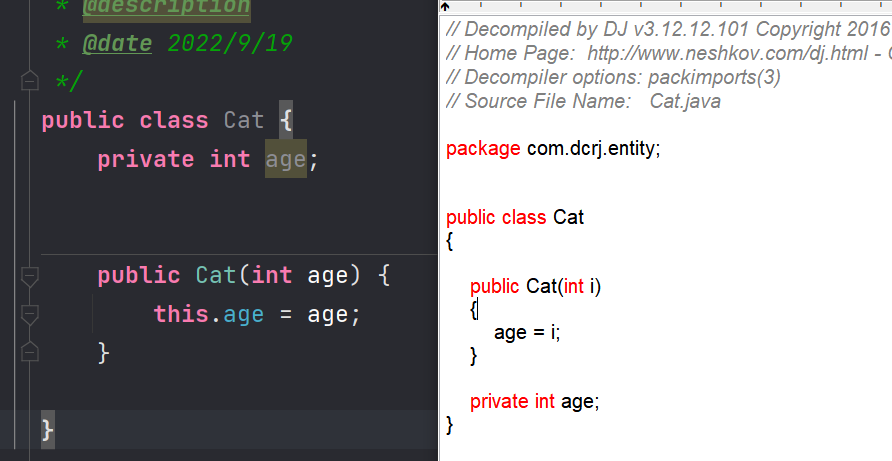 * @description
* @date 2022/9/19
*/
public class Cat {
private int age;
public Cat(int age) {
this.age = age;
}
}
// Decompiled by DJ v3.12.12.101 Copyright 2016
// Home Page: http://www.neshkov.com/dj.html -
// Decompiler options: packimports(3)
// Source File Name: Cat.java
package com.dcrj.entity;
public class Cat
{
public Cat(int i)
{
age = i;
}
private int age;
}